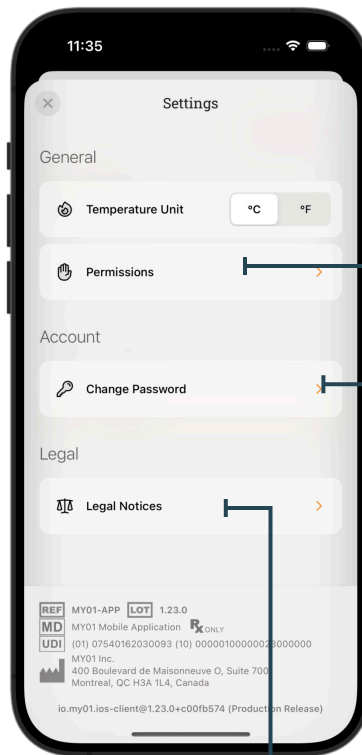 11:35
Settings
General
Temperature Unit °C °F
Permissions
Account
Change Password
Legal
Legal Notices
REF MY01-APP LOT 1.23.0
MD MY01 Mobile Application Rx ONLY
UDI (01) 07540162030093 (10) 00000100000023000000
MY01 Inc.
400 Boulevard de Maisonneuve O, Suite 700
Montreal, QC H3A 1L4, Canada
io.my01.ios-client@1.23.0+c00fb574 (Production Release)